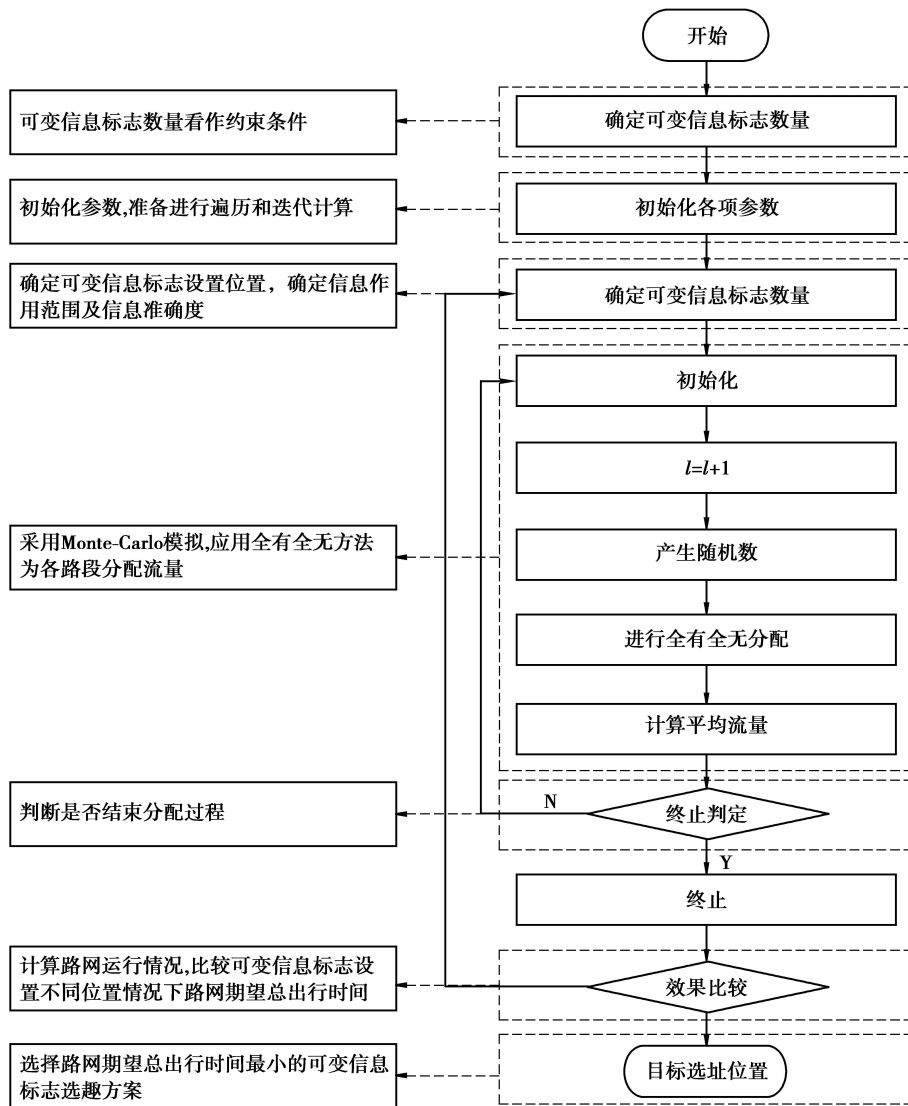 开始
可变信息标志数量看作约束条件
确定可变信息标志数量
初始化参数,准备进行遍历和迭代计算
初始化各项参数
确定可变信息标志设置位置，确定信息作
用范围及信息准确度
确定可变信息标志数量
初始化
l=l+1
采用Monte-Carlo模拟,应用全有全无方法
为各路段分配流量
产生随机数
进行全有全无分配
计算平均流量
判断是否结束分配过程
N
终止判定
Y
终止
计算路网运行情况,比较可变信息标志设
置不同位置情况下路网期望总出行时间
效果比较
选择路网期望总出行时间最小的可变信息
标志选趣方案
目标选址位置